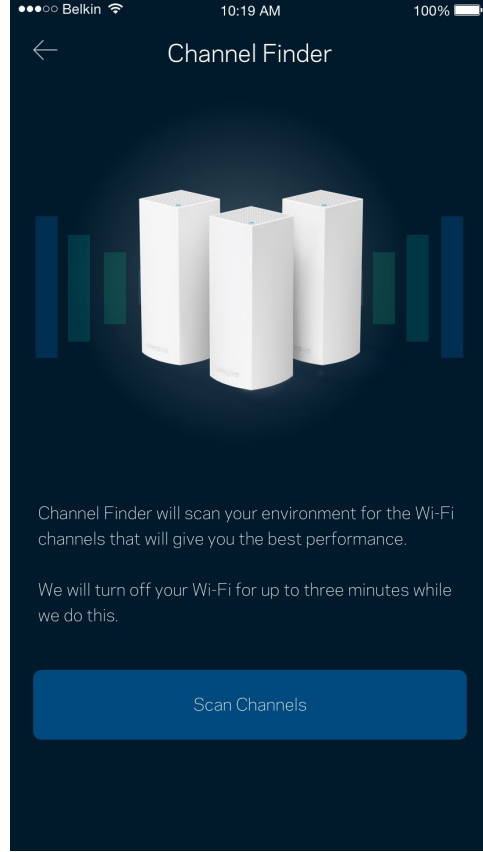 Belkin 10:19 AM 100%
Channel Finder
Channel Finder will scan your environment for the Wi-Fi
channels that will give you the best performance.
We will turn off your Wi-Fi for up to three minutes while
we do this.
Scan Channels